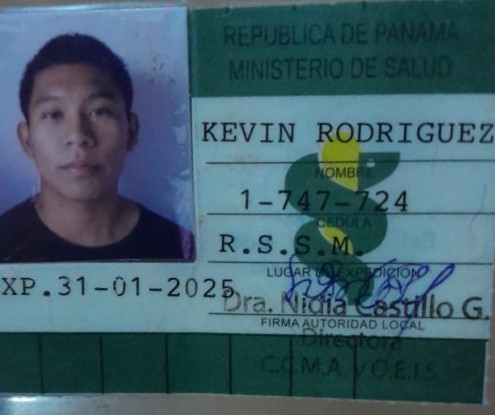 REPUBLICA DE PANAMA
MINISTERIO DE SALUD
KEVIN RODRIGUEZ
NOMBRE
1-747-724
CEDULA
R.S.S.M.
LUGAR DE EXPEDICIÓN
XP.31-01-2025
Dra. Nidia Castillo G.
FIRMA AUTORIDAD LOCAL
Directora